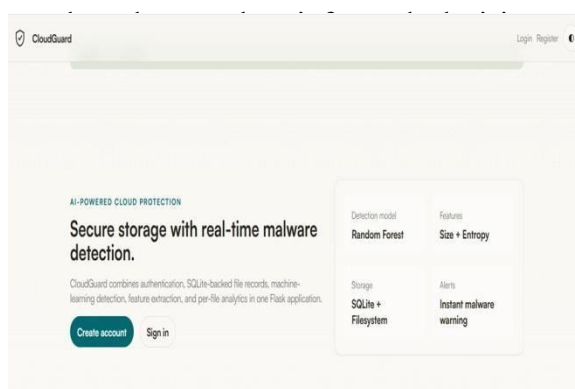 CloudGuard
Login Register
AI-POWERED CLOUD PROTECTION
Secure storage with real-time malware
detection.
CloudGuard combines authentication, SQLite-backed file records, machine-
learning detection, feature extraction, and per-file analytics in one Flask application.
Create account Sign in
Detection model
Random Forest
Features
Size + Entropy
Storage
SQLite +
Filesystem
Alerts
Instant malware
warning